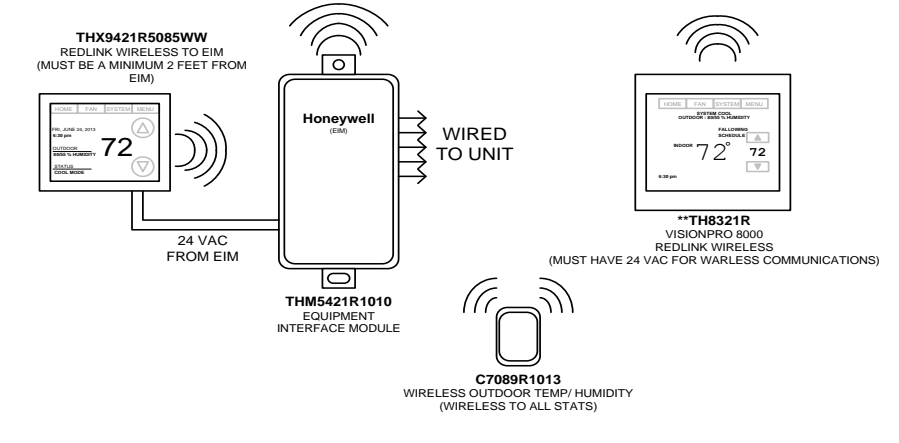 THX9421R5085WW
REDLINK WIRELESS TO EIM
(MUST BE A MINIMUM 2 FEET FROM
EIM)
HOME FAN SYSTEM MENU
FRI, JUNE 24, 2013
6:30 pm
OUTDOOR
80/55 % HUMIDITY
STATUS
COOL MODE
72
24 VAC
FROM EIM
Honeywell
(EIM)
WIRED
TO UNIT
THM5421R1010
EQUIPMENT
INTERFACE MODULE
HOME FAN SYSTEM MENU
SYSTEM COOL
OUTDOOR : 80/55 % HUMIDITY
FALLOWING
SCHEDULE
INDOOR 72° 72
6:30 pm
**TH8321R
VISIONPRO 8000
REDLINK WIRELESS
(MUST HAVE 24 VAC FOR WARLESS COMMUNICATIONS)
C7089R1013
WIRELESS OUTDOOR TEMP/ HUMIDITY
(WIRELESS TO ALL STATS)